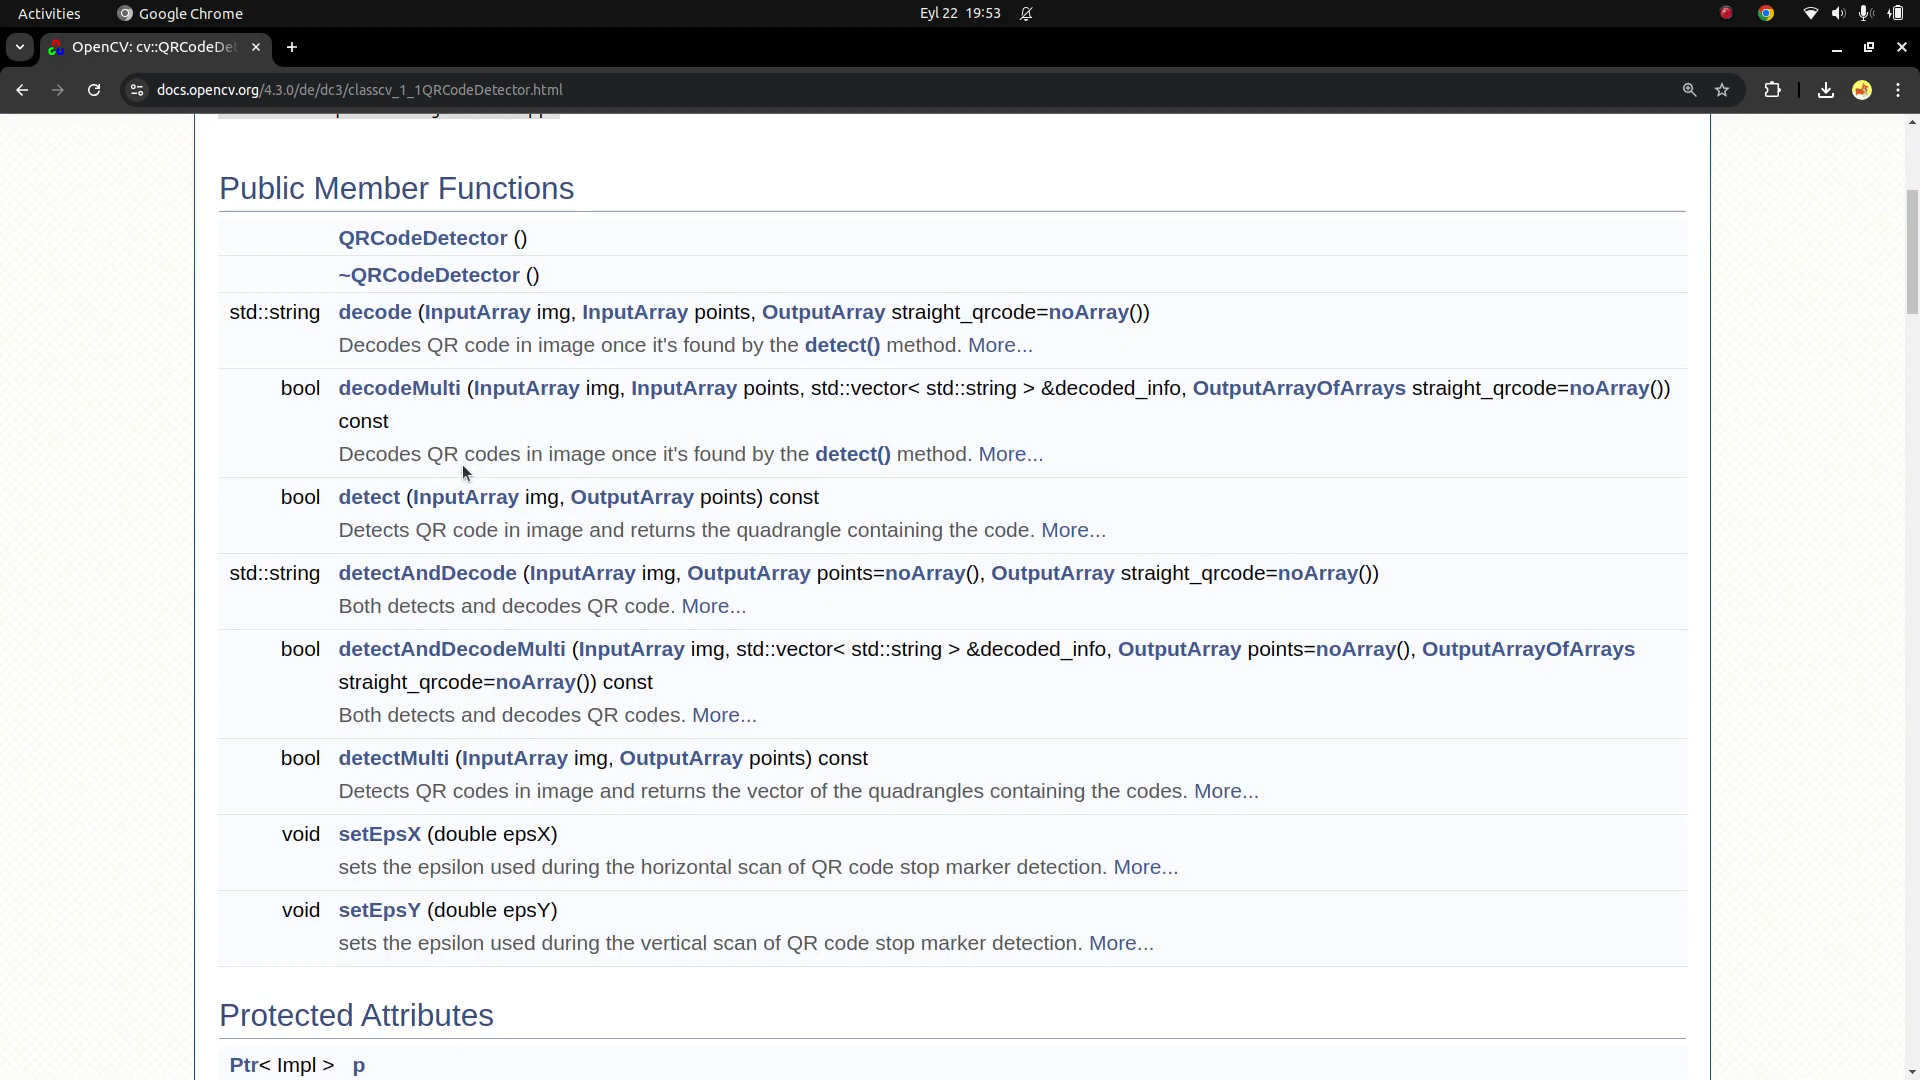 Activities
Google Chrome
Eyl 22 19:53
OpenCV: cv::QRCodeDe
docs.opencv.org/4.3.0/de/dc3/classcv_1_1QRCodeDetector.html
Public Member Functions
QRCodeDetector ()
~QRCodeDetector ()
std::string decode (InputArray img, InputArray points, OutputArray straight_qrcode=noArray())
Decodes QR code in image once it's found by the detect() method. More...
bool decodeMulti (InputArray img, InputArray points, std::vector< std::string > &decoded_info, OutputArrayOfArrays straight_qrcode=noArray())
const
Decodes QR codes in image once it's found by the detect() method. More...
bool detect (InputArray img, OutputArray points) const
Detects QR code in image and returns the quadrangle containing the code. More...
std::string detectAndDecode (InputArray img, OutputArray points=noArray(), OutputArray straight_qrcode=noArray())
Both detects and decodes QR code. More...
bool detectAndDecodeMulti (InputArray img, std::vector< std::string > &decoded_info, OutputArray points=noArray(), OutputArrayOfArrays
straight_qrcode=noArray()) const
Both detects and decodes QR codes. More...
bool detectMulti (InputArray img, OutputArray points) const
Detects QR codes in image and returns the vector of the quadrangles containing the codes. More...
void setEpsX (double epsX)
sets the epsilon used during the horizontal scan of QR code stop marker detection. More...
void setEpsY (double epsY)
sets the epsilon used during the vertical scan of QR code stop marker detection. More...
Protected Attributes
Ptr< Impl > p